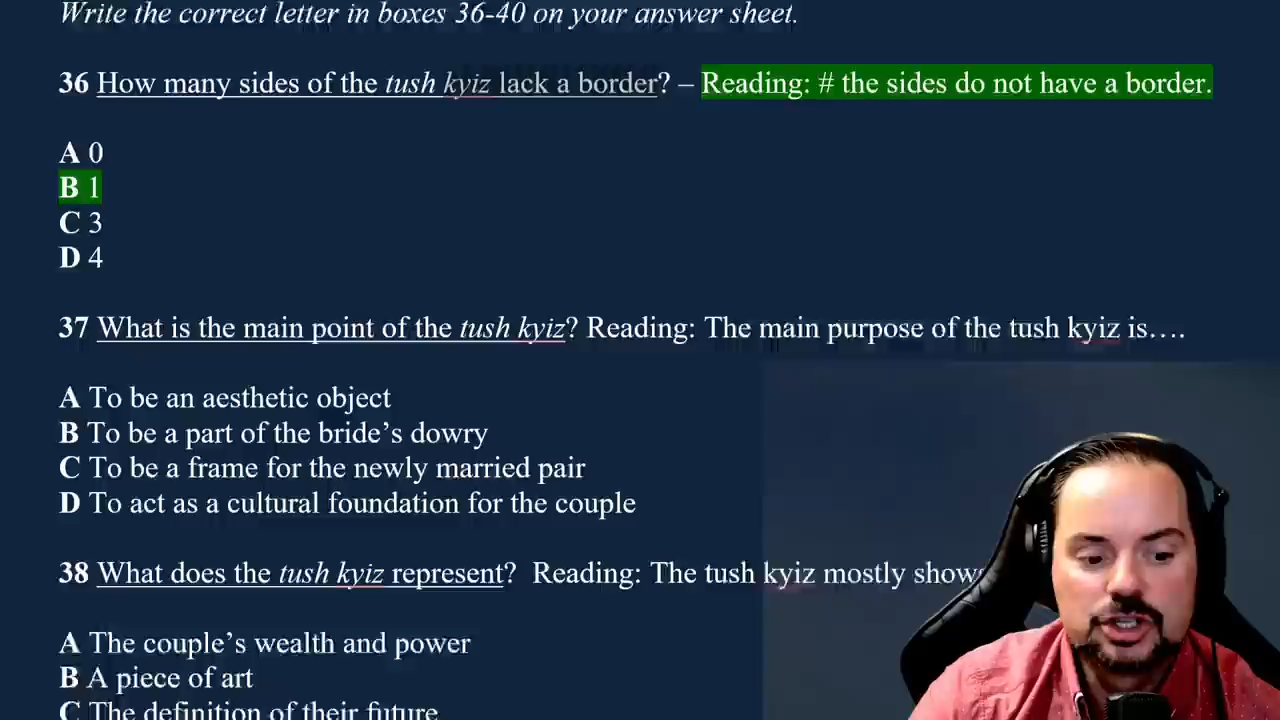 Write the correct letter in boxes 36-40 on your answer sheet.
36 How many sides of the tush kyiz lack a border? – Reading: # the sides do not have a border.
A 0
B 1
C 3
D 4
37 What is the main point of the tush kyiz? Reading: The main purpose of the tush kyiz is….
A To be an aesthetic object
B To be a part of the bride’s dowry
C To be a frame for the newly married pair
D To act as a cultural foundation for the couple
38 What does the tush kyiz represent? Reading: The tush kyiz mostly shows
A The couple’s wealth and power
B A piece of art
C The definition of their future